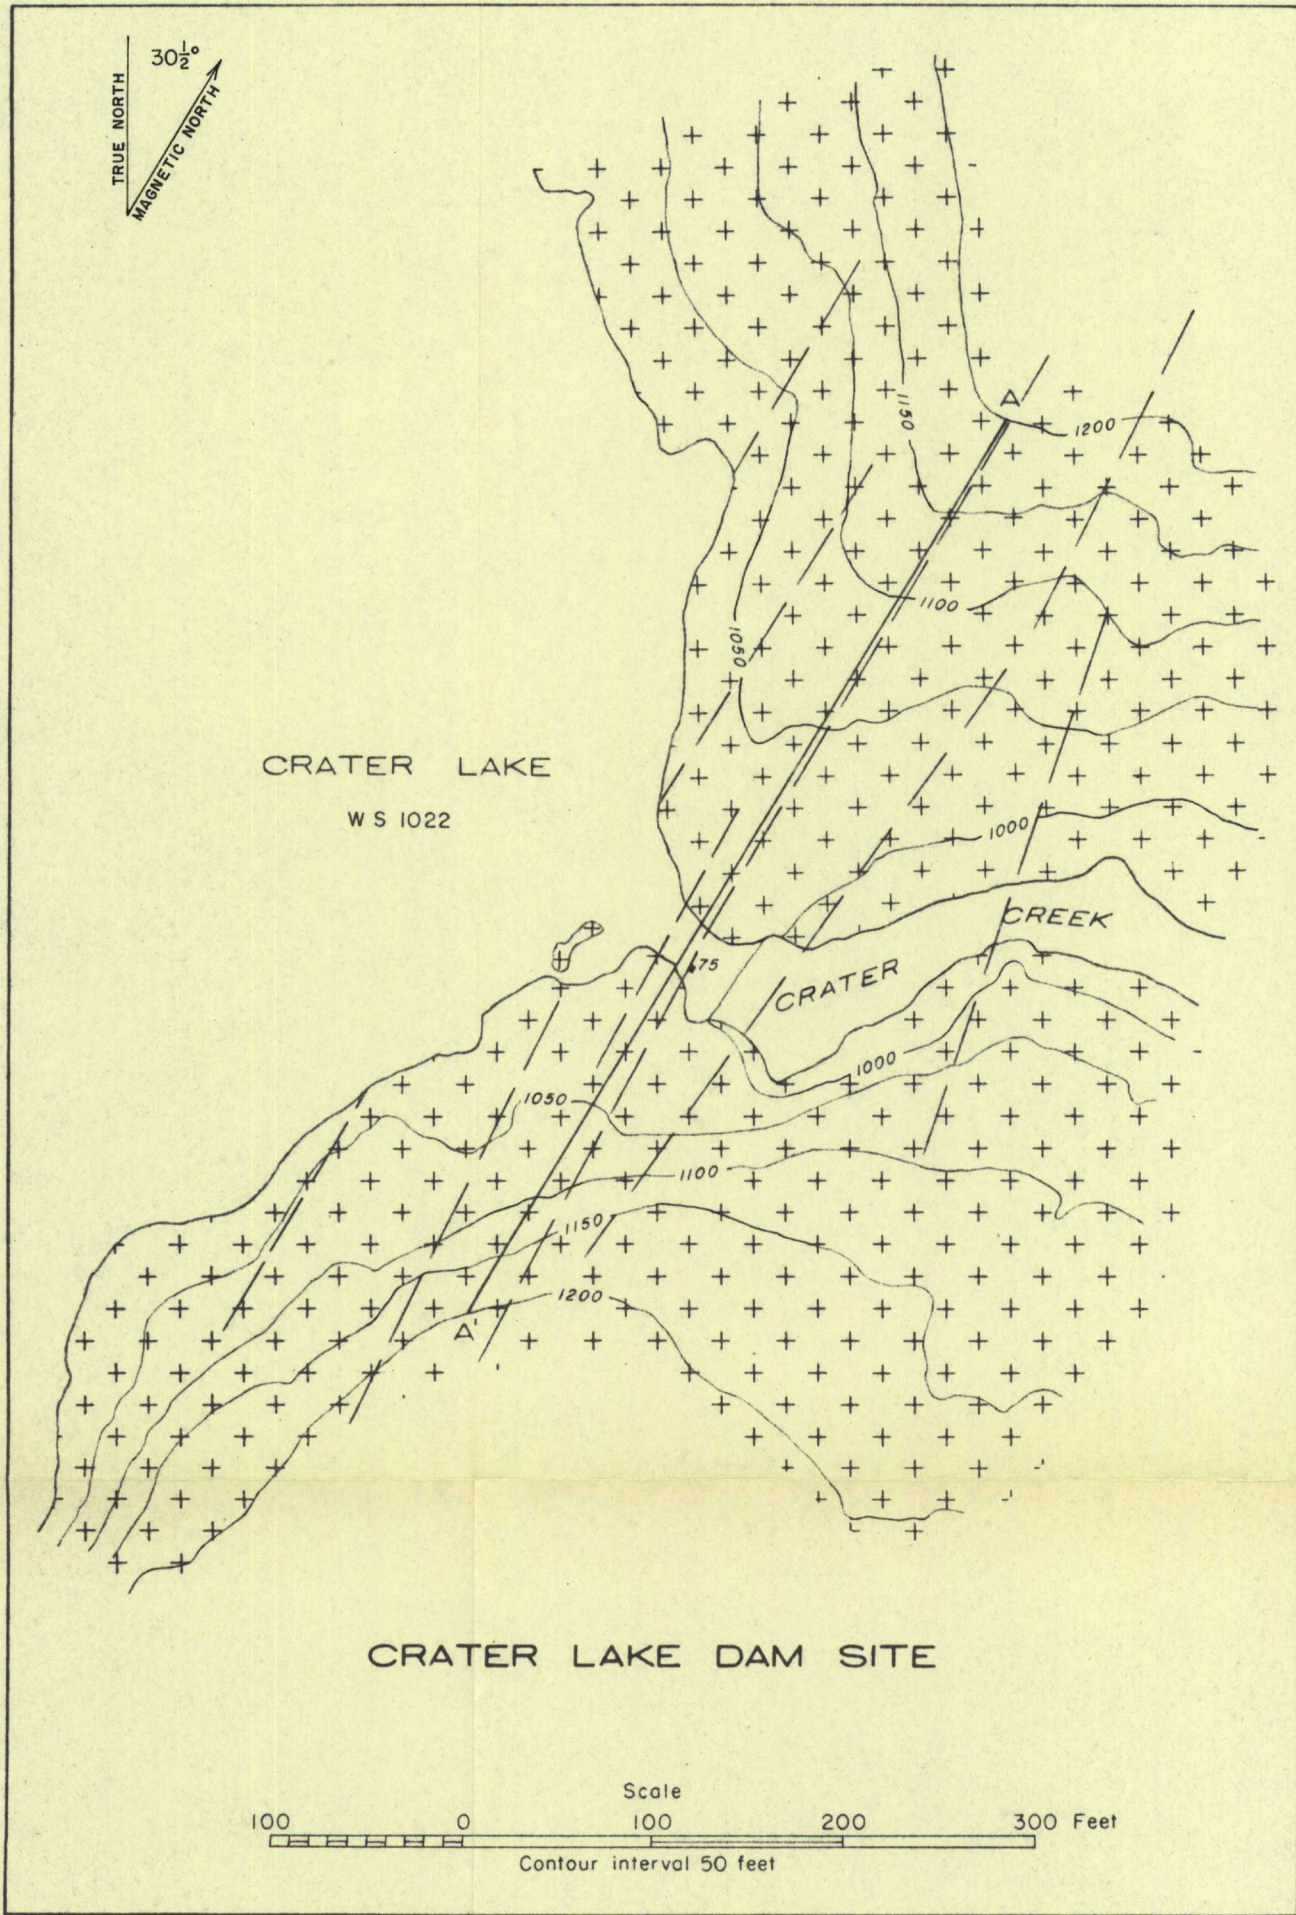 30½°
TRUE NORTH
MAGNETIC NORTH
A
1200
1150
1100
1050
CRATER LAKE
WS 1022
1000
CREEK
75
CRATER
1000
1050
1100
1150
1200
A'
CRATER LAKE DAM SITE
Scale
100 0 100 200 300 Feet
Contour interval 50 feet